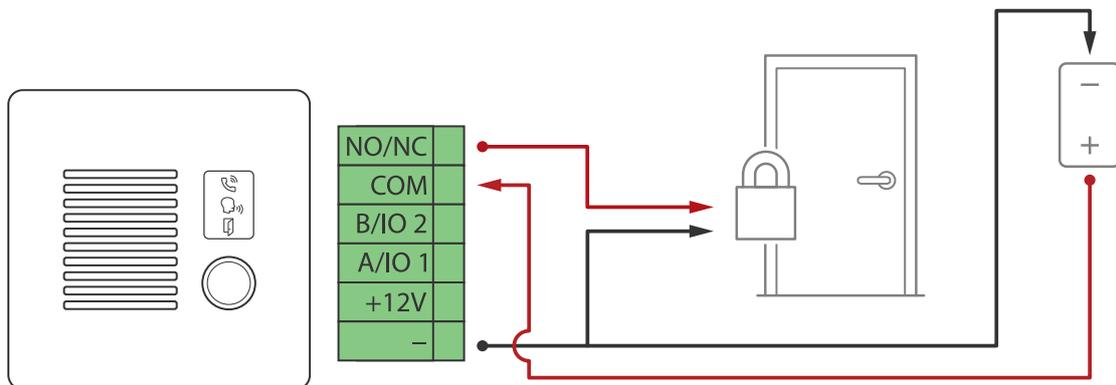 NO/NC
COM
B/IO 2
A/IO 1
+12V
–
–
+